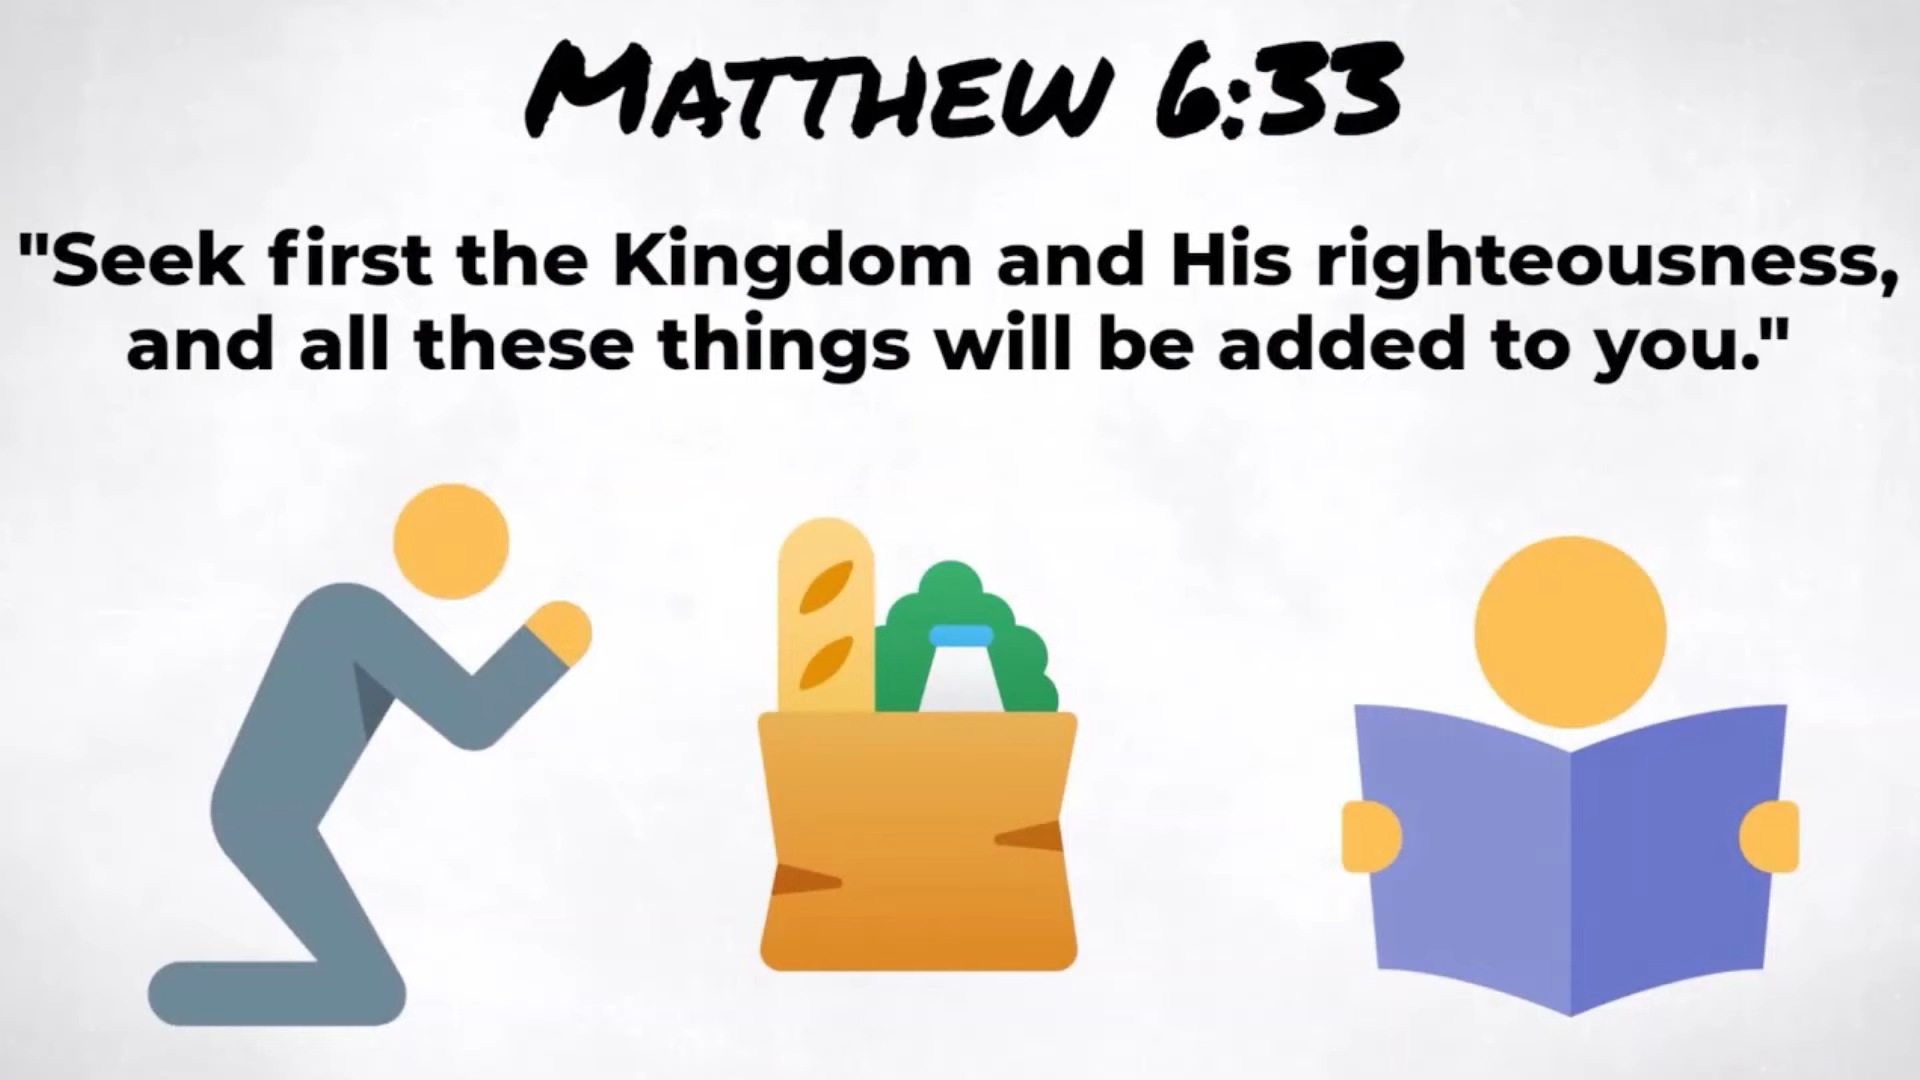 MATTHEW 6:33
"Seek first the Kingdom and His righteousness,
and all these things will be added to you."